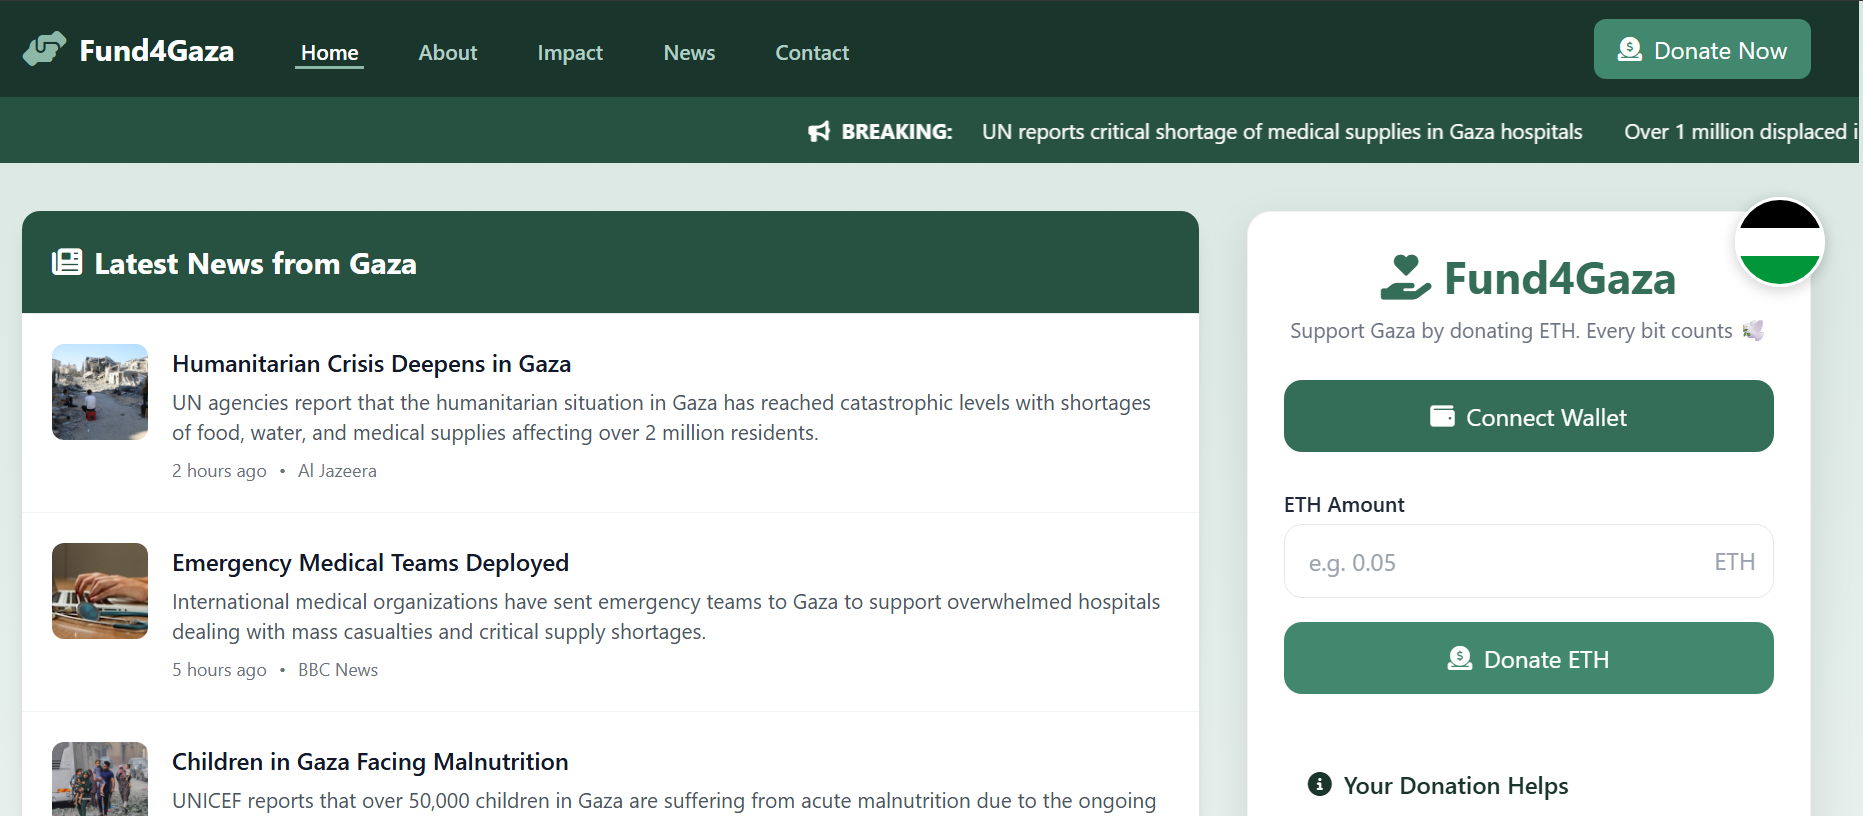 Fund4Gaza
Home
About
Impact
News
Contact
Donate Now
BREAKING:
UN reports critical shortage of medical supplies in Gaza hospitals
Over 1 million displaced i
Latest News from Gaza
Humanitarian Crisis Deepens in Gaza
UN agencies report that the humanitarian situation in Gaza has reached catastrophic levels with shortages
of food, water, and medical supplies affecting over 2 million residents.
2 hours ago • Al Jazeera
Emergency Medical Teams Deployed
International medical organizations have sent emergency teams to Gaza to support overwhelmed hospitals
dealing with mass casualties and critical supply shortages.
5 hours ago • BBC News
Children in Gaza Facing Malnutrition
UNICEF reports that over 50,000 children in Gaza are suffering from acute malnutrition due to the ongoing
Fund4Gaza
Support Gaza by donating ETH. Every bit counts 🕊️
Connect Wallet
ETH Amount
e.g. 0.05
ETH
Donate ETH
Your Donation Helps